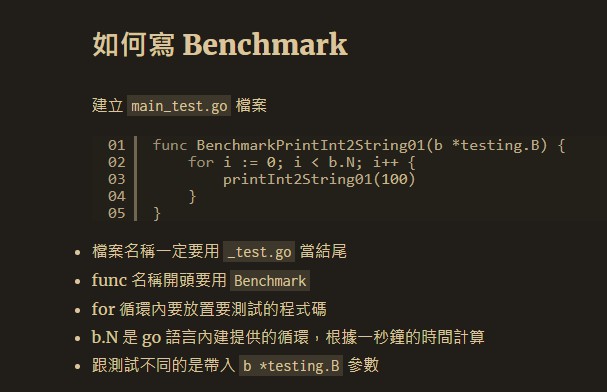 如何寫 Benchmark
建立 main_test.go 檔案
01 func BenchmarkPrintInt2String01(b *testing.B) {
02     for i := 0; i < b.N; i++ {
03         printInt2String01(100)
04     }
05 }
• 檔案名稱一定要用 _test.go 當結尾
• func 名稱開頭要用 Benchmark
• for 循環內要放置要測試的程式碼
• b.N 是 go 語言內建提供的循環，根據一秒鐘的時間計算
• 跟測試不同的是帶入 b *testing.B 參數